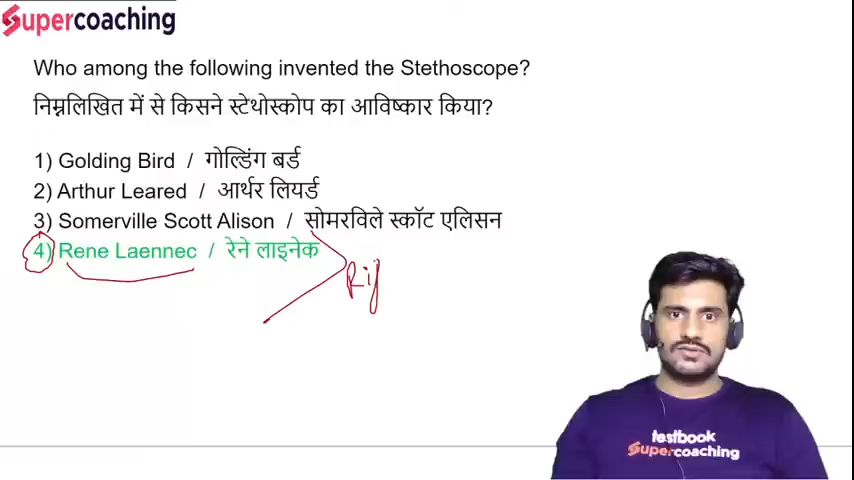 Supercoaching
Who among the following invented the Stethoscope?
निम्नलिखित में से किसने स्टेथोस्कोप का आविष्कार किया?
1) Golding Bird / गोल्डिंग बर्ड
2) Arthur Leared / आर्थर लियर्ड
3) Somerville Scott Alison / सोमरविले स्कॉट एलिसन
4) Rene Laennec / रेने लाइनेक
testbook
Supercoaching